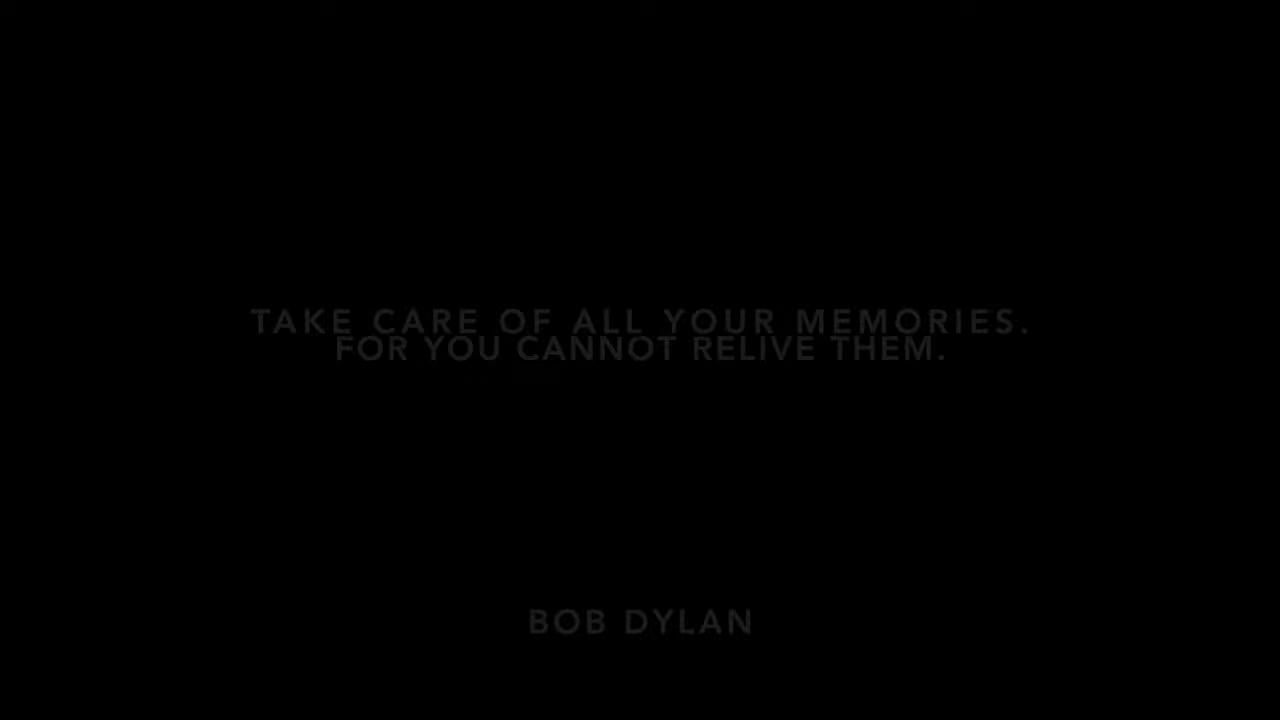 TAKE CARE OF ALL YOUR MEMORIES.
FOR YOU CANNOT RELIVE THEM.
BOB DYLAN